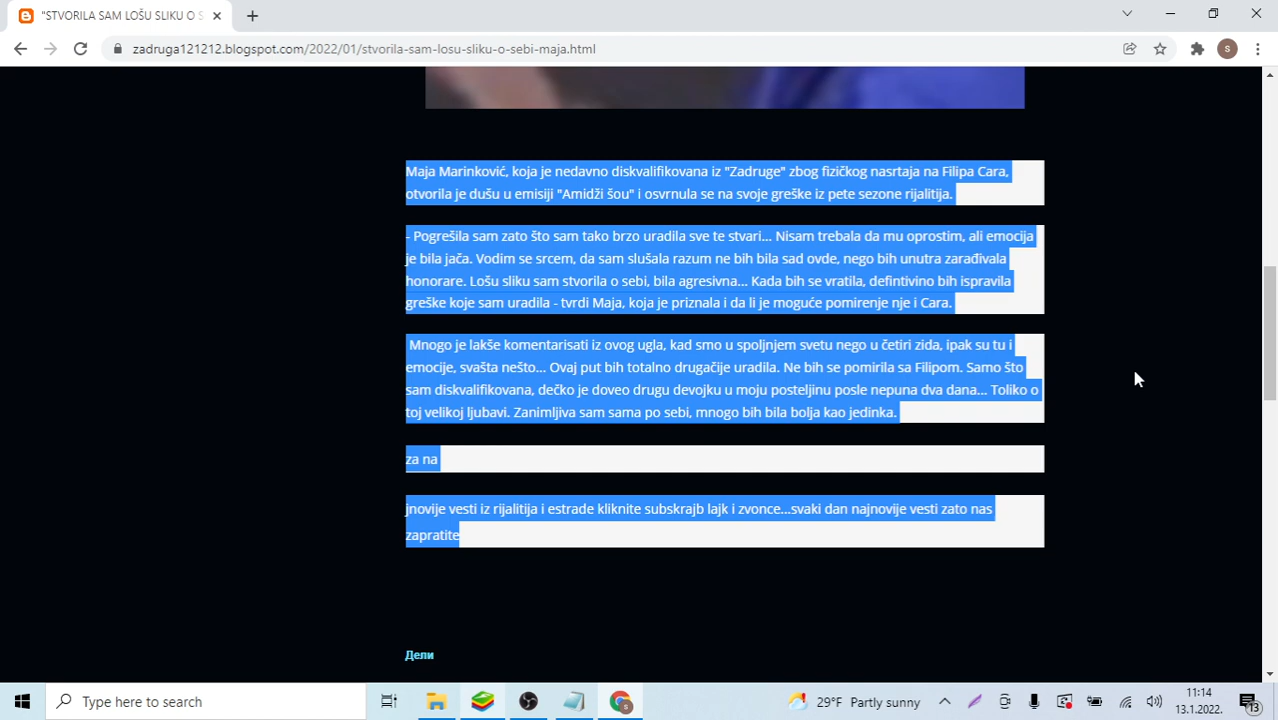 "STVORILA SAM LOŠU SLIKU O S
zadruga121212.blogspot.com/2022/01/stvorila-sam-losu-sliku-o-sebi-maja.html
S
Maja Marinković, koja je nedavno diskvalifikovana iz "Zadruge" zbog fizičkog nasrtaja na Filipa Cara,
otvorila je dušu u emisiji "Amidži šou" i osvrnula se na svoje greške iz pete sezone rijalitija.
- Pogrešila sam zato što sam tako brzo uradila sve te stvari... Nisam trebala da mu oprostim, ali emocija
je bila jača. Vodim se srcem, da sam slušala razum ne bih bila sad ovde, nego bih unutra zarađivala
honorare. Lošu sliku sam stvorila o sebi, bila agresivna... Kada bih se vratila, defintivino bih ispravila
greške koje sam uradila - tvrdi Maja, koja je priznala i da li je moguće pomirenje nje i Cara.
Mnogo je lakše komentarisati iz ovog ugla, kad smo u spoljnjem svetu nego u četiri zida, ipak su tu i
emocije, svašta nešto... Ovaj put bih totalno drugačije uradila. Ne bih se pomirila sa Filipom. Samo što
sam diskvalifikovana, dečko je doveo drugu devojku u moju posteljinu posle nepuna dva dana... Toliko o
toj velikoj ljubavi. Zanimljiva sam sama po sebi, mnogo bih bila bolja kao jedinka.
za na
jnovije vesti iz rijalitija i estrade kliknite subskrajb lajk i zvonce...svaki dan najnovije vesti zato nas
zapratite
Дели
Type here to search
S
29°F Partly sunny
11:14
13.1.2022.
13